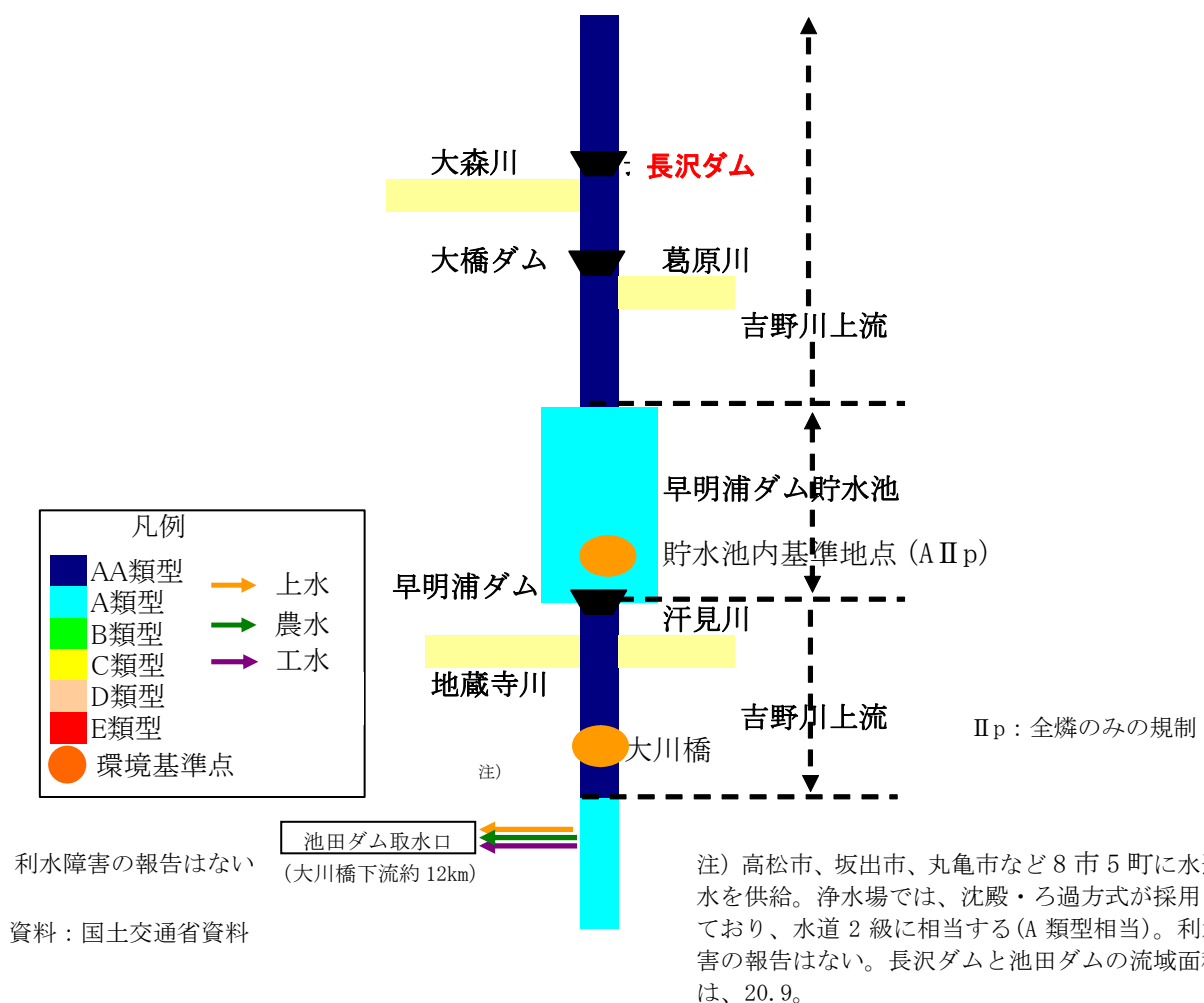 大森川
長沢ダム
大橋ダム
葛原川
吉野川上流
早明浦ダム貯水池
貯水池内基準地点(AⅡp)
早明浦ダム
汗見川
地蔵寺川
吉野川上流
Ⅱp:全燐のみの規制
大川橋
凡例
AA類型
A類型
B類型
C類型
D類型
E類型
環境基準点
上水
農水
工水
注)
池田ダム取水口
(大川橋下流約12km)
利水障害の報告はない
資料:国土交通省資料
注)高松市、坂出市、丸亀市など8市5町に水
水を供給。浄水場では、沈殿・ろ過方式が採用
ており、水道2級に相当する(A類型相当)。利
害の報告はない。長沢ダムと池田ダムの流域面
は、20.9。